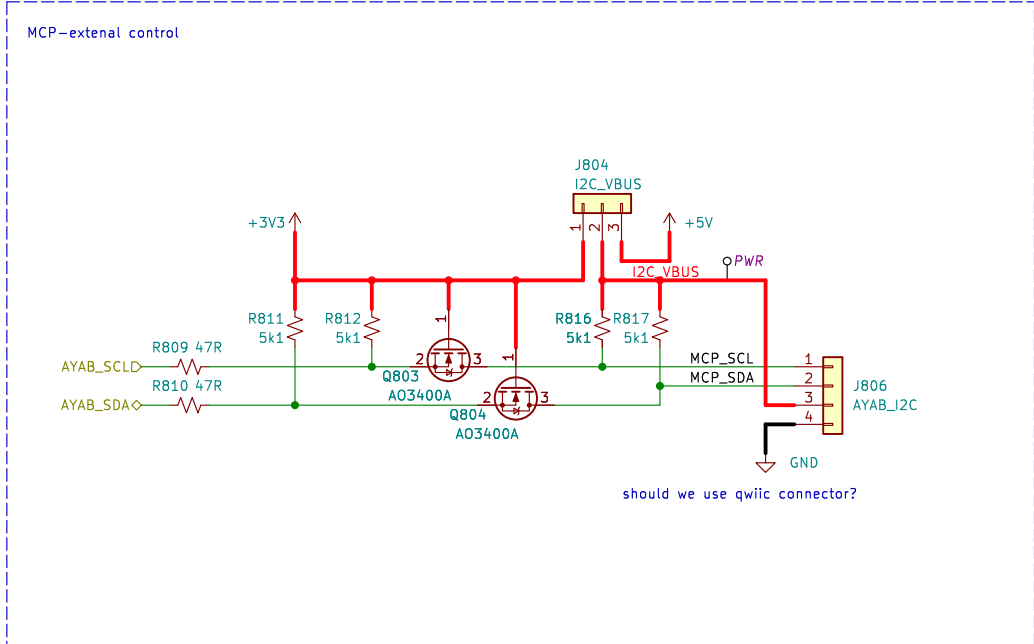 MCP-extenal control
J804
I2C_VBUS
+3V3
1
2
3
+5V
I2C_VBUS
PWR
R811
5k1
R812
5k1
1
R816
5k1
R817
5k1
R809 47R
AYAB_SCL
2
3
1
MCP_SCL
1
R810 47R
Q803
MCP_SDA
2
J806
AO3400A
AYAB_SDA
2
3
3
AYAB_I2C
Q804
4
AO3400A
GND
should we use qwiic connector?